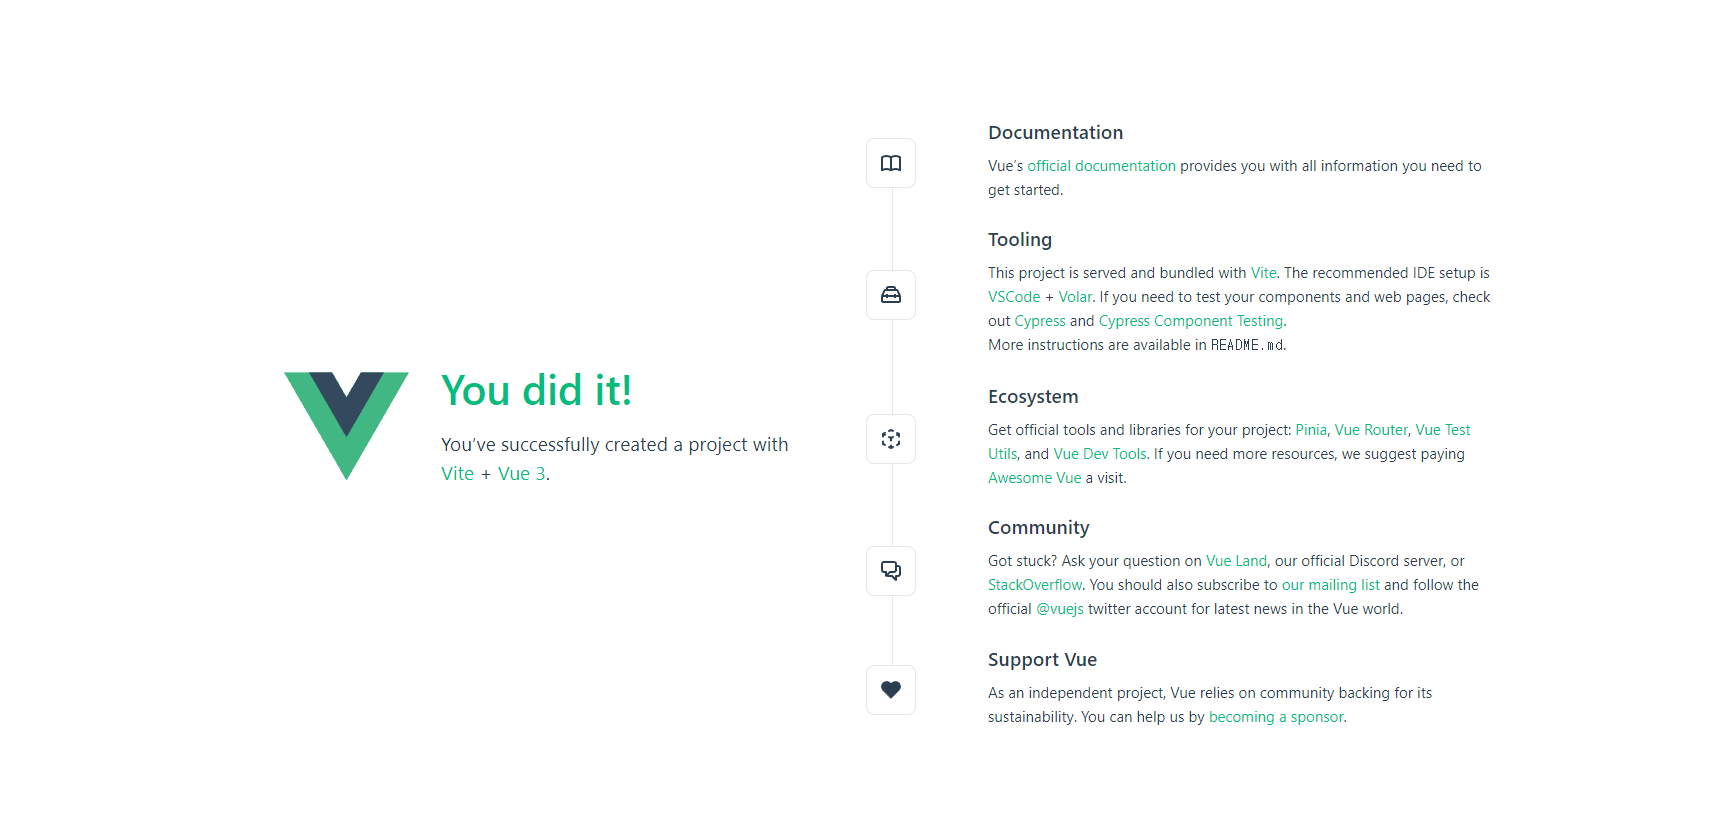 You did it!
You’ve successfully created a project with
Vite + Vue 3.
Documentation
Vue’s official documentation provides you with all information you need to
get started.
Tooling
This project is served and bundled with Vite. The recommended IDE setup is
VSCode + Volar. If you need to test your components and web pages, check
out Cypress and Cypress Component Testing.
More instructions are available in README.md.
Ecosystem
Get official tools and libraries for your project: Pinia, Vue Router, Vue Test
Utils, and Vue Dev Tools. If you need more resources, we suggest paying
Awesome Vue a visit.
Community
Got stuck? Ask your question on Vue Land, our official Discord server, or
StackOverflow. You should also subscribe to our mailing list and follow the
official @vuejs twitter account for latest news in the Vue world.
Support Vue
As an independent project, Vue relies on community backing for its
sustainability. You can help us by becoming a sponsor.